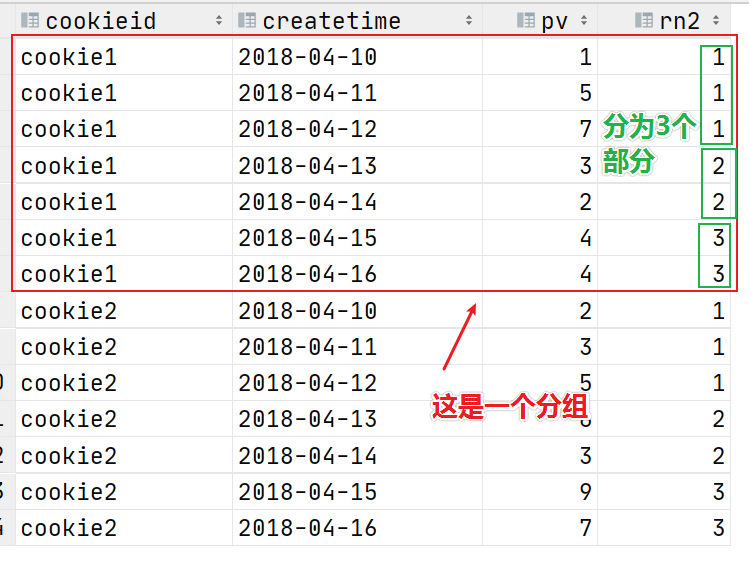 cookieid createtime pv rn2
cookie1 2018-04-10 1 1
cookie1 2018-04-11 5 1
cookie1 2018-04-12 7 1
分为3个
部分
cookie1 2018-04-13 3 2
cookie1 2018-04-14 2 2
cookie1 2018-04-15 4 3
cookie1 2018-04-16 4 3
cookie2 2018-04-10 2 1
cookie2 2018-04-11 3 1
cookie2 2018-04-12 5 1
这是一个分组
cookie2 2018-04-13 6 2
cookie2 2018-04-14 3 2
cookie2 2018-04-15 9 3
cookie2 2018-04-16 7 3